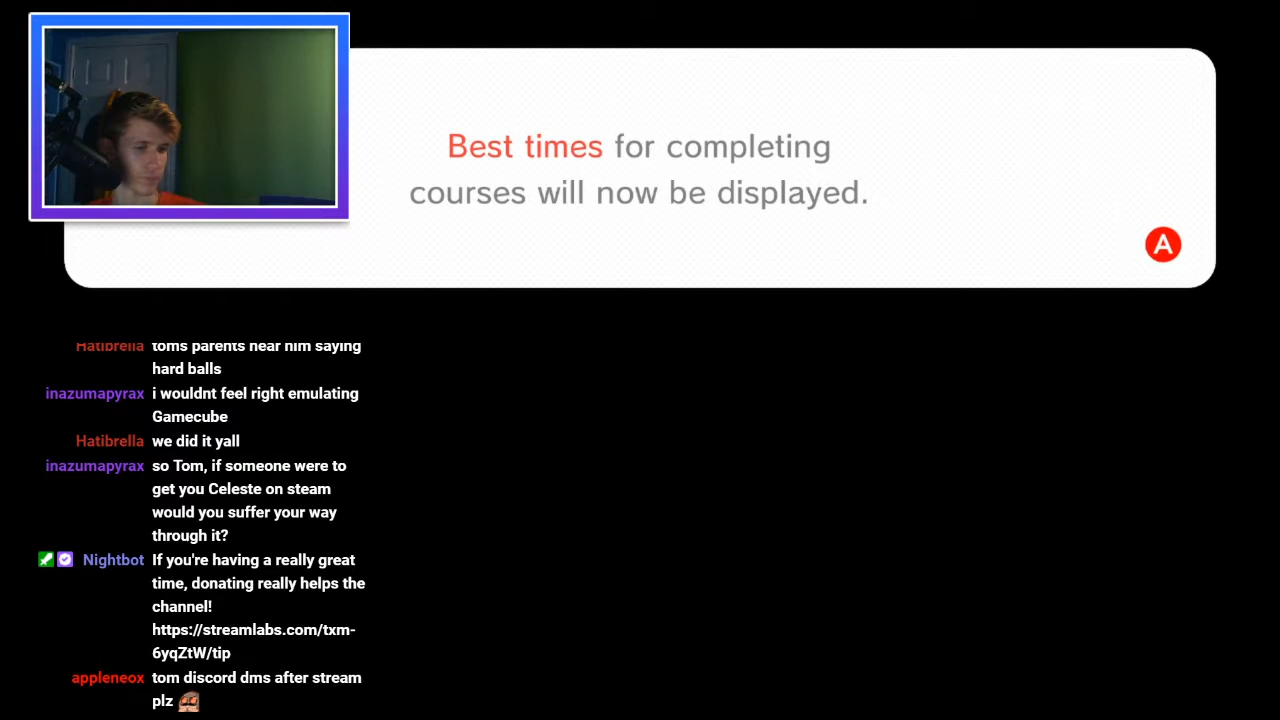 Best times for completing
courses will now be displayed.
A
Hatibrella toms parents hear him saying
hard balls
inazumapyrax i wouldnt feel right emulating
Gamecube
Hatibrella we did it yall
inazumapyrax so Tom, if someone were to
get you Celeste on steam
would you suffer your way
through it?
Nightbot If you're having a really great
time, donating really helps the
channel!
https://streamlabs.com/txm-
6yqZtW/tip
appleneox tom discord dms after stream
plz